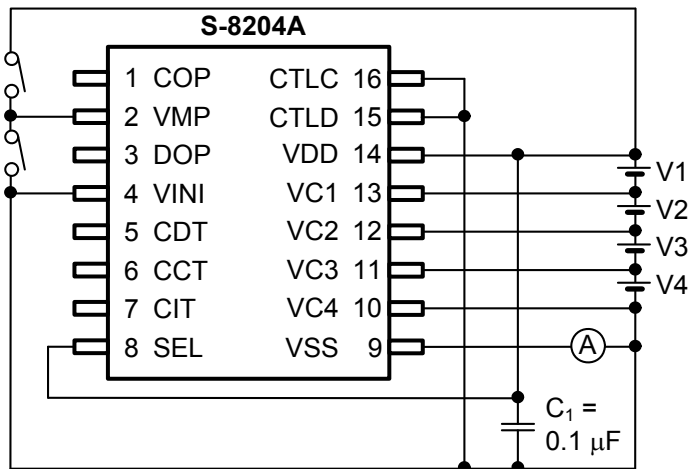 S-8204A
1 COP CTLC 16
2 VMP CTLD 15
3 DOP VDD 14
4 VINI VC1 13
5 CDT VC2 12
6 CCT VC3 11
7 CIT VC4 10
8 SEL VSS 9
V1
V2
V3
V4
A
C₁ =
0.1 μF